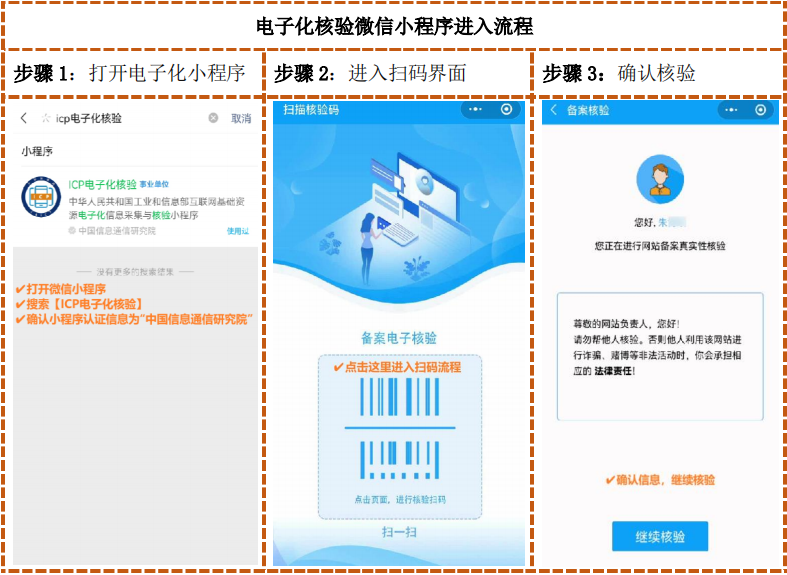 电子化核验微信小程序进入流程
步骤 1：打开电子化小程序
步骤 2：进入扫码界面
步骤 3：确认核验
icp电子化核验
取消
小程序
ICP电子化核验 事业单位
中华人民共和国工业和信息部互联网基础资
源电子化信息采集与核验小程序
中国信息通信研究院
使用过
没有更多的搜索结果
✔打开微信小程序
✔搜索【ICP电子化核验】
✔确认小程序认证信息为"中国信息通信研究院"
扫描核验码
备案电子核验
✔点击这里进入扫码流程
点击页面，进行核验扫码
扫一扫
备案核验
您好, 朱
您正在进行网站备案真实性核验
尊敬的网站负责人，您好！
请勿帮他人核验。否则他人利用该网站进
行诈骗、赌博等非法活动时，你会承担相
应的 法律责任!
✔确认信息，继续核验
继续核验